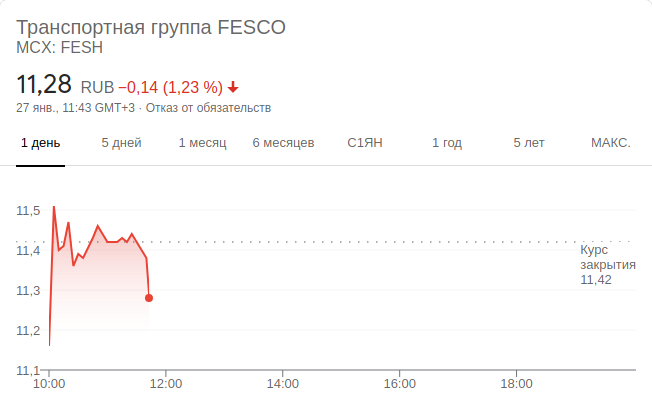 Транспортная группа FESCO
MCX: FESH
11,28 RUB −0,14 (1,23 %)
27 янв., 11:43 GMT+3 · Отказ от обязательств
1 день 5 дней 1 месяц 6 месяцев С1ЯН 1 год 5 лет МАКС.
11,5
11,4
Курс
закрытия
11,42
11,3
11,2
11,1
10:00 12:00 14:00 16:00 18:00